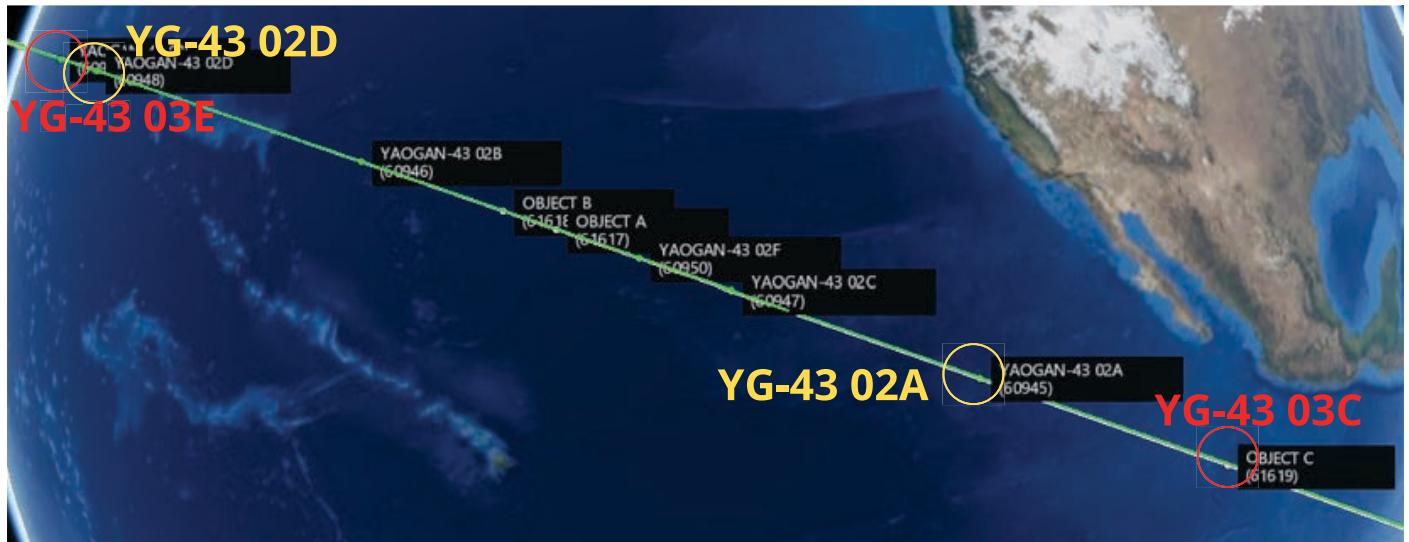 YG-43 02D
YAOGAN-43 02D
(60948)
YG-43 03E
YAOGAN-43 02B
(60946)
OBJECT B
OBJECT A
(61617)
YAOGAN-43 02F
(60950)
YAOGAN-43 02C
(60947)
YG-43 02A
YAOGAN-43 02A
(60945)
YG-43 03C
OBJECT C
(61619)